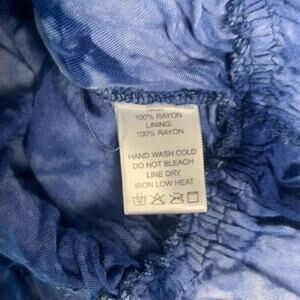 100% RAYON
LINING:
100% RAYON
HAND WASH COLD
DO NOT BLEACH
LINE DRY
IRON LOW HEAT